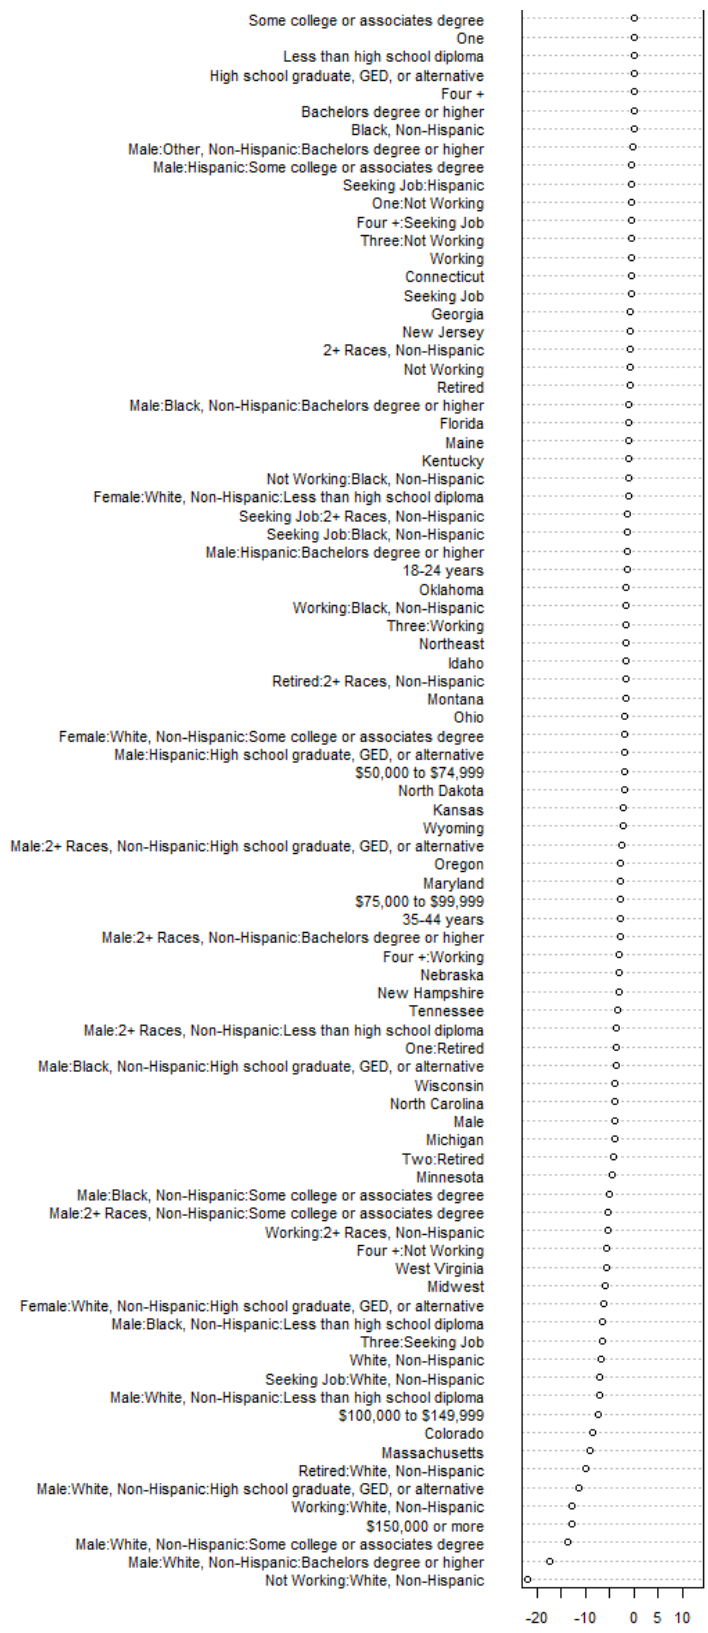 Some college or associates degree
One
Less than high school diploma
High school graduate, GED, or alternative
Four +
Bachelors degree or higher
Black, Non-Hispanic
Male:Other, Non-Hispanic:Bachelors degree or higher
Male:Hispanic:Some college or associates degree
Seeking Job:Hispanic
One:Not Working
Four +:Seeking Job
Three:Not Working
Working
Connecticut
Seeking Job
Georgia
New Jersey
2+ Races, Non-Hispanic
Not Working
Retired
Male:Black, Non-Hispanic:Bachelors degree or higher
Florida
Maine
Kentucky
Not Working:Black, Non-Hispanic
Female:White, Non-Hispanic:Less than high school diploma
Seeking Job:2+ Races, Non-Hispanic
Seeking Job:Black, Non-Hispanic
Male:Hispanic:Bachelors degree or higher
18-24 years
Oklahoma
Working:Black, Non-Hispanic
Three:Working
Northeast
Idaho
Retired:2+ Races, Non-Hispanic
Montana
Ohio
Female:White, Non-Hispanic:Some college or associates degree
Male:Hispanic:High school graduate, GED, or alternative
$50,000 to $74,999
North Dakota
Kansas
Wyoming
Male:2+ Races, Non-Hispanic:High school graduate, GED, or alternative
Oregon
Maryland
$75,000 to $99,999
35-44 years
Male:2+ Races, Non-Hispanic:Bachelors degree or higher
Four +:Working
Nebraska
New Hampshire
Tennessee
Male:2+ Races, Non-Hispanic:Less than high school diploma
One:Retired
Male:Black, Non-Hispanic:High school graduate, GED, or alternative
Wisconsin
North Carolina
Male
Michigan
Two:Retired
Minnesota
Male:Black, Non-Hispanic:Some college or associates degree
Male:2+ Races, Non-Hispanic:Some college or associates degree
Working:2+ Races, Non-Hispanic
Four +:Not Working
West Virginia
Midwest
Female:White, Non-Hispanic:High school graduate, GED, or alternative
Male:Black, Non-Hispanic:Less than high school diploma
Three:Seeking Job
White, Non-Hispanic
Seeking Job:White, Non-Hispanic
Male:White, Non-Hispanic:Less than high school diploma
$100,000 to $149,999
Colorado
Massachusetts
Retired:White, Non-Hispanic
Male:White, Non-Hispanic:High school graduate, GED, or alternative
Working:White, Non-Hispanic
$150,000 or more
Male:White, Non-Hispanic:Some college or associates degree
Male:White, Non-Hispanic:Bachelors degree or higher
Not Working:White, Non-Hispanic
-20 -10 0 5 10